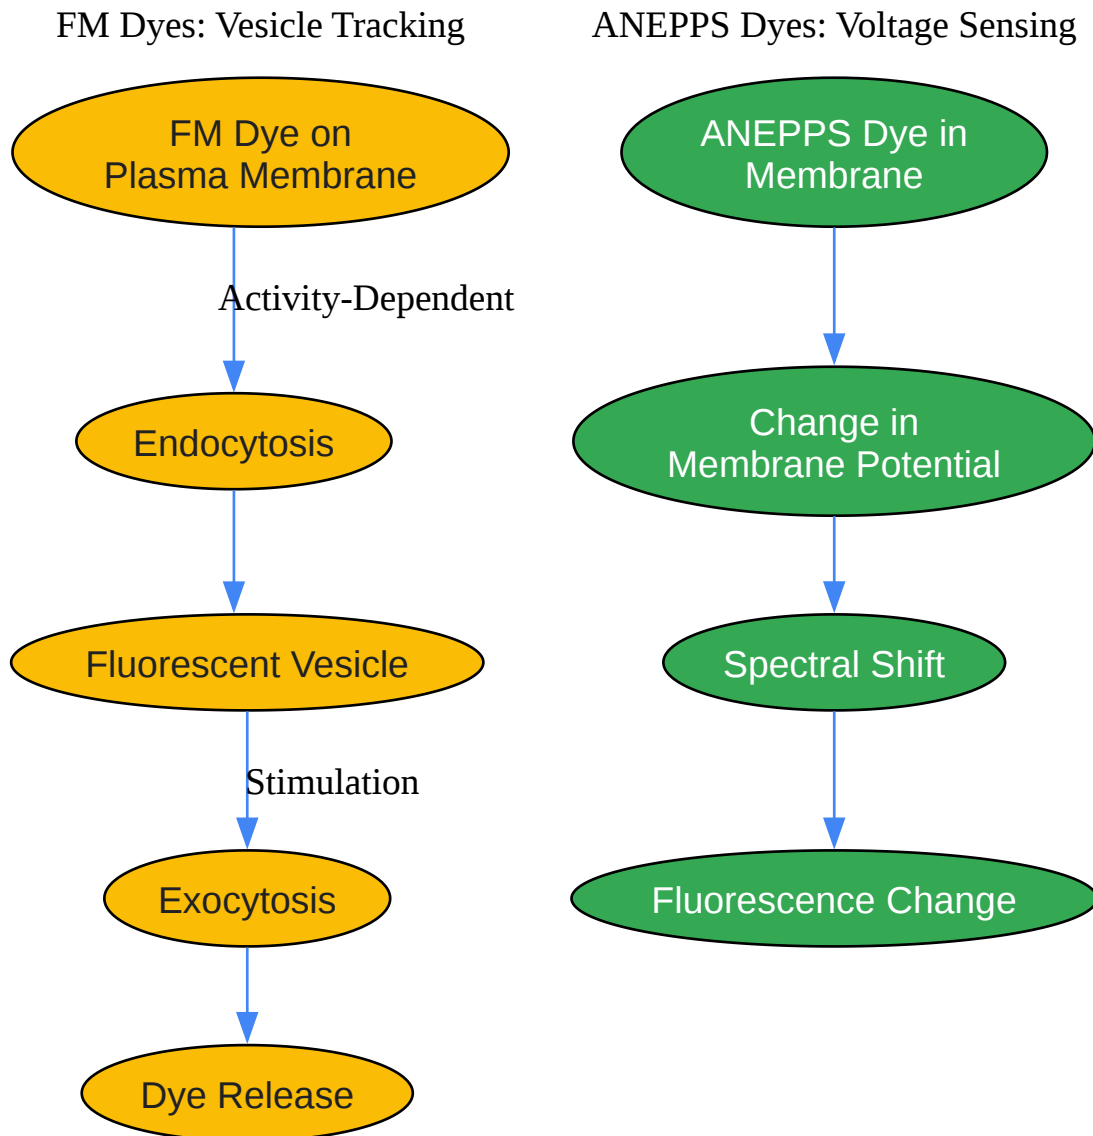 FM Dyes: Vesicle Tracking
FM Dye on
Plasma Membrane
Activity-Dependent
Endocytosis
Fluorescent Vesicle
Stimulation
Exocytosis
Dye Release
ANEPPS Dyes: Voltage Sensing
ANEPPS Dye in
Membrane
Change in
Membrane Potential
Spectral Shift
Fluorescence Change